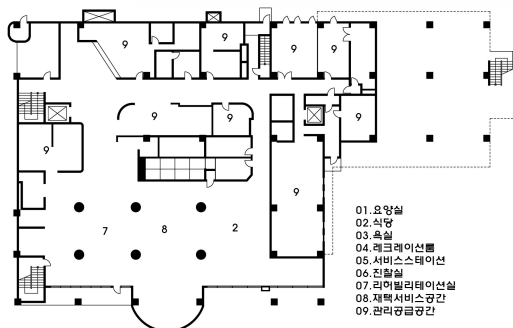 9 9 9 9
9 9 9
9
9
7 8 2
01.요양실
02.식당
03.욕실
04.레크레이션룸
05.서비스스테이션
06.진찰실
07.리허빌리테이션실
08.재택서비스공간
09.관리공급공간